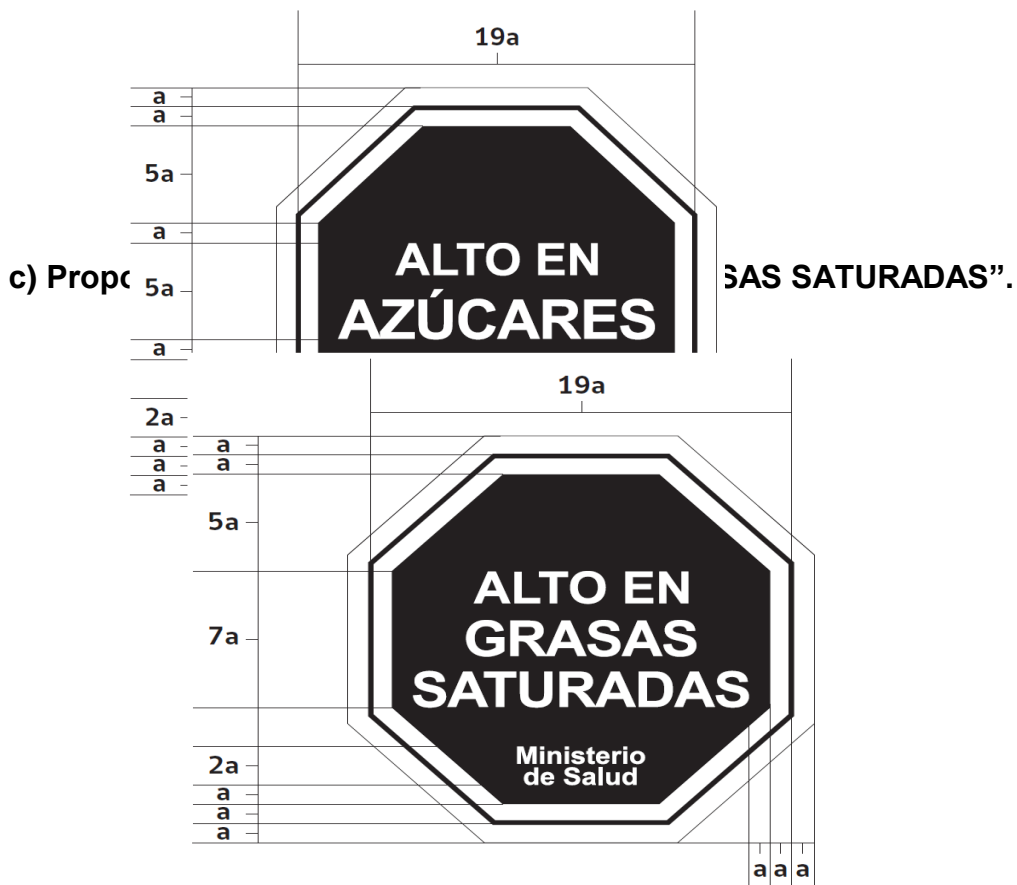 19a
a
a
5a
a
ALTO EN
c) Propo SAS SATURADAS”.
5a
AZÚCARES
a
19a
2a
a
a
a
a
a
5a
ALTO EN
GRASAS
7a
SATURADAS
Ministerio
2a
de Salud
a
a
a
a a a